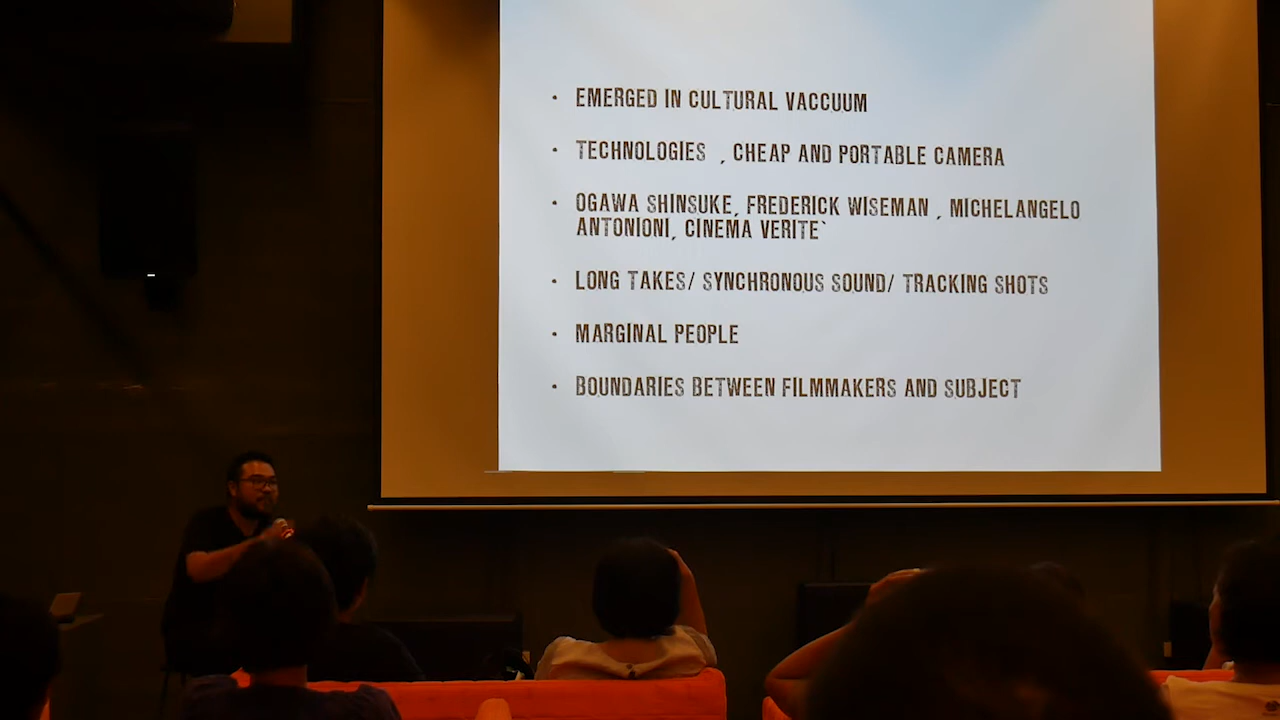 • EMERGED IN CULTURAL VACCUUM
• TECHNOLOGIES , CHEAP AND PORTABLE CAMERA
• OGAWA SHINSUKE, FREDERICK WISEMAN , MICHELANGELO
ANTONIONI, CINEMA VERITE`
• LONG TAKES/ SYNCHRONOUS SOUND/ TRACKING SHOTS
• MARGINAL PEOPLE
• BOUNDARIES BETWEEN FILMMAKERS AND SUBJECT